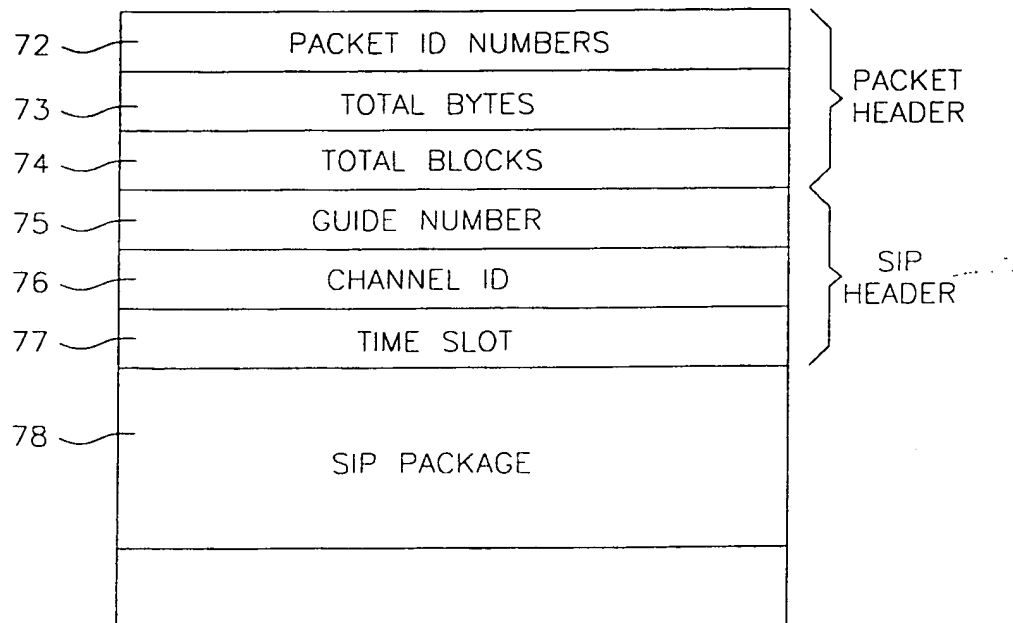 72 PACKET ID NUMBERS
73 TOTAL BYTES
74 TOTAL BLOCKS
PACKET
HEADER
75 GUIDE NUMBER
76 CHANNEL ID
77 TIME SLOT
SIP
HEADER
78 SIP PACKAGE